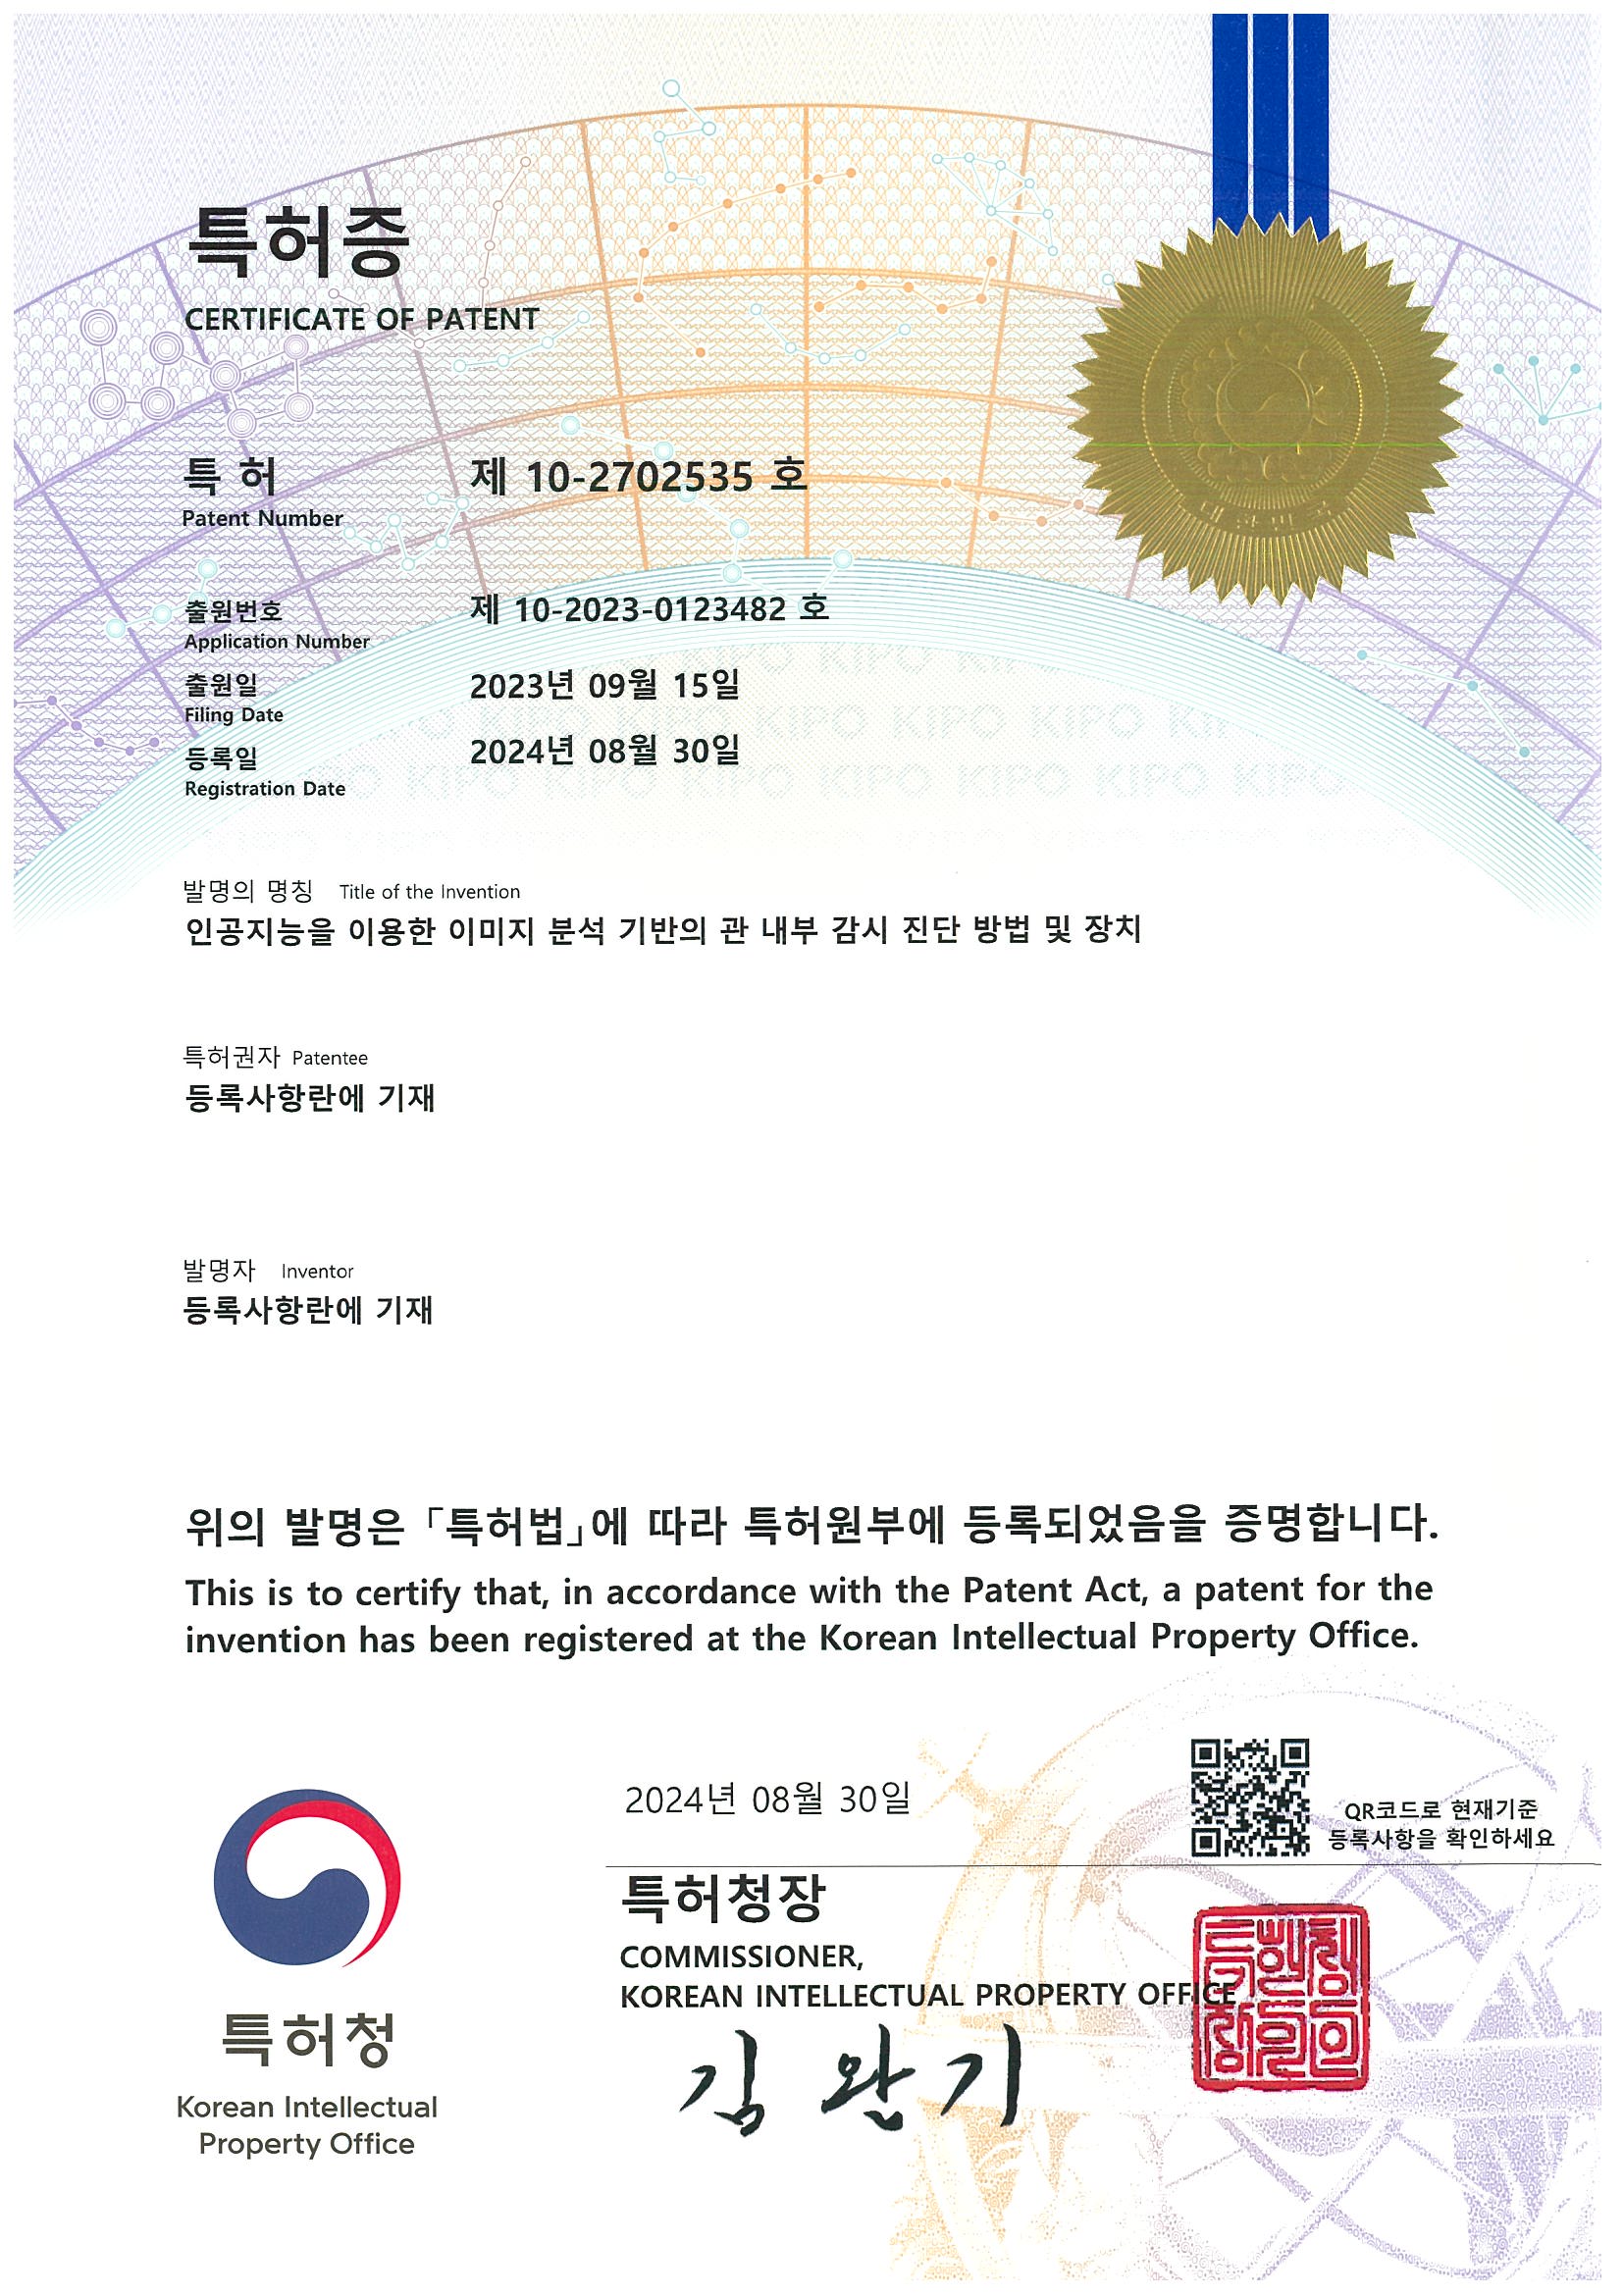 특허증
CERTIFICATE OF PATENT
특 허 제 10-2702535 호
Patent Number
출원번호 제 10-2023-0123482 호
Application Number
출원일 2023년 09월 15일
Filing Date
등록일 2024년 08월 30일
Registration Date
발명의 명칭 Title of the Invention
인공지능을 이용한 이미지 분석 기반의 관 내부 감시 진단 방법 및 장치
특허권자 Patentee
등록사항란에 기재
발명자 Inventor
등록사항란에 기재
위의 발명은 「특허법」에 따라 특허원부에 등록되었음을 증명합니다.
This is to certify that, in accordance with the Patent Act, a patent for the
invention has been registered at the Korean Intellectual Property Office.
2024년 08월 30일
QR코드로 현재기준
등록사항을 확인하세요
특허청장
COMMISSIONER,
KOREAN INTELLECTUAL PROPERTY OFFICE
김 완 기
특허청
Korean Intellectual
Property Office